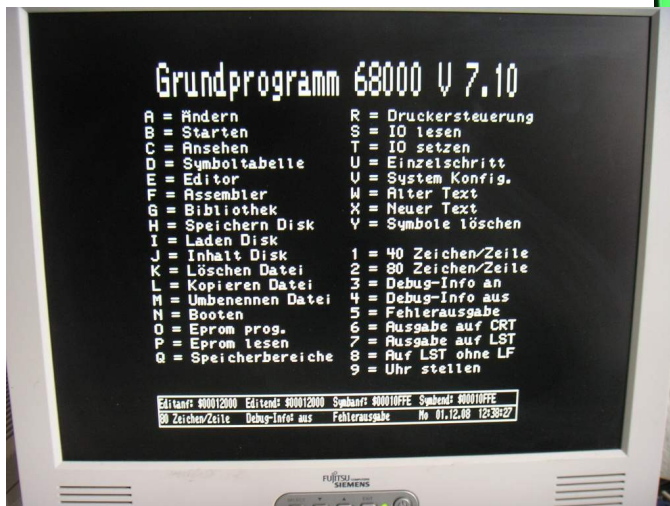 Grundprogramm 68000 V 7.10
A = Ändern
B = Starten
C = Ansehen
D = Symboltabelle
E = Editor
F = Assembler
G = Bibliothek
H = Speichern Disk
I = Laden Disk
J = Inhalt Disk
K = Löschen Datei
L = Kopieren Datei
M = Umbenennen Datei
N = Booten
O = Eprom prog.
P = Eprom lesen
Q = Speicherbereiche
R = Druckersteuerung
S = IO lesen
T = IO setzen
U = Einzelschritt
V = System Konfig.
W = Alter Text
X = Neuer Text
Y = Symbole löschen
1 = 40 Zeichen/Zeile
2 = 80 Zeichen/Zeile
3 = Debug-Info an
4 = Debug-Info aus
5 = Fehlerausgabe
6 = Ausgabe auf CRT
7 = Ausgabe auf LST
8 = Auf LST ohne LF
9 = Uhr stellen
Editanf: $00012000 Editend: $00012000 Symbanf: $00010FFE Symbend: $00010FFE
80 Zeichen/Zeile Debug-Info: aus Fehlerausgabe Mo 01.12.08 12:38:27
FUJITSU COMPUTERS
SIEMENS